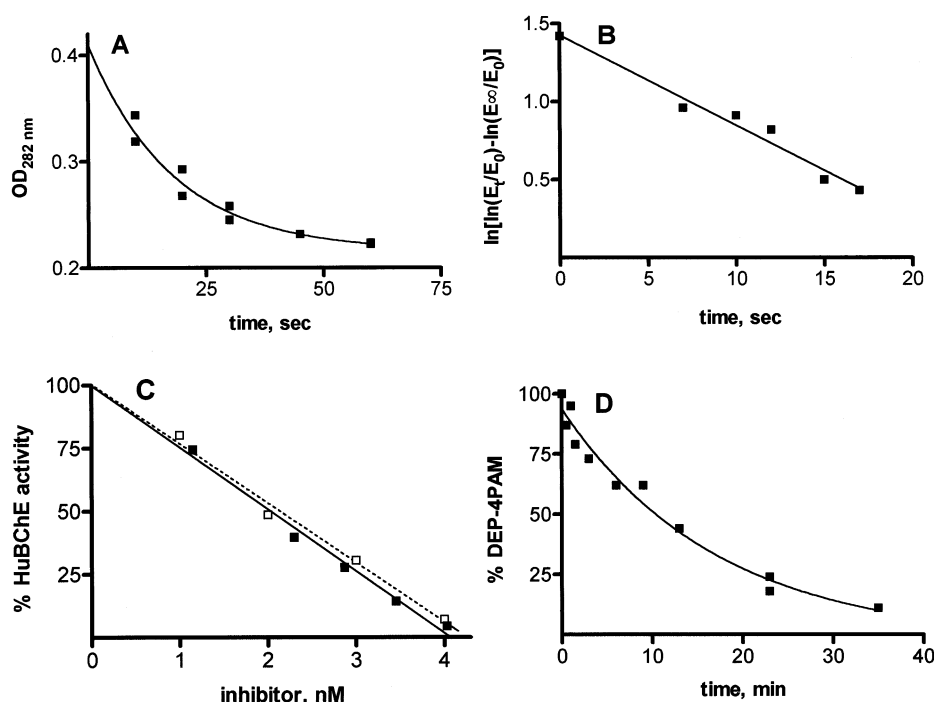 A
0.4
0.3
0.2
25
50
75
OD282 nm
time, sec
B
1.5
1.0
0.5
0
5
10
15
20
ln[ln(Et/E0)-ln(E∞/E0)]
time, sec
C
100
75
50
25
0
1
2
3
4
% HuBChE activity
inhibitor, nM
D
100
75
50
25
0
10
20
30
40
% DEP-4PAM
time, min